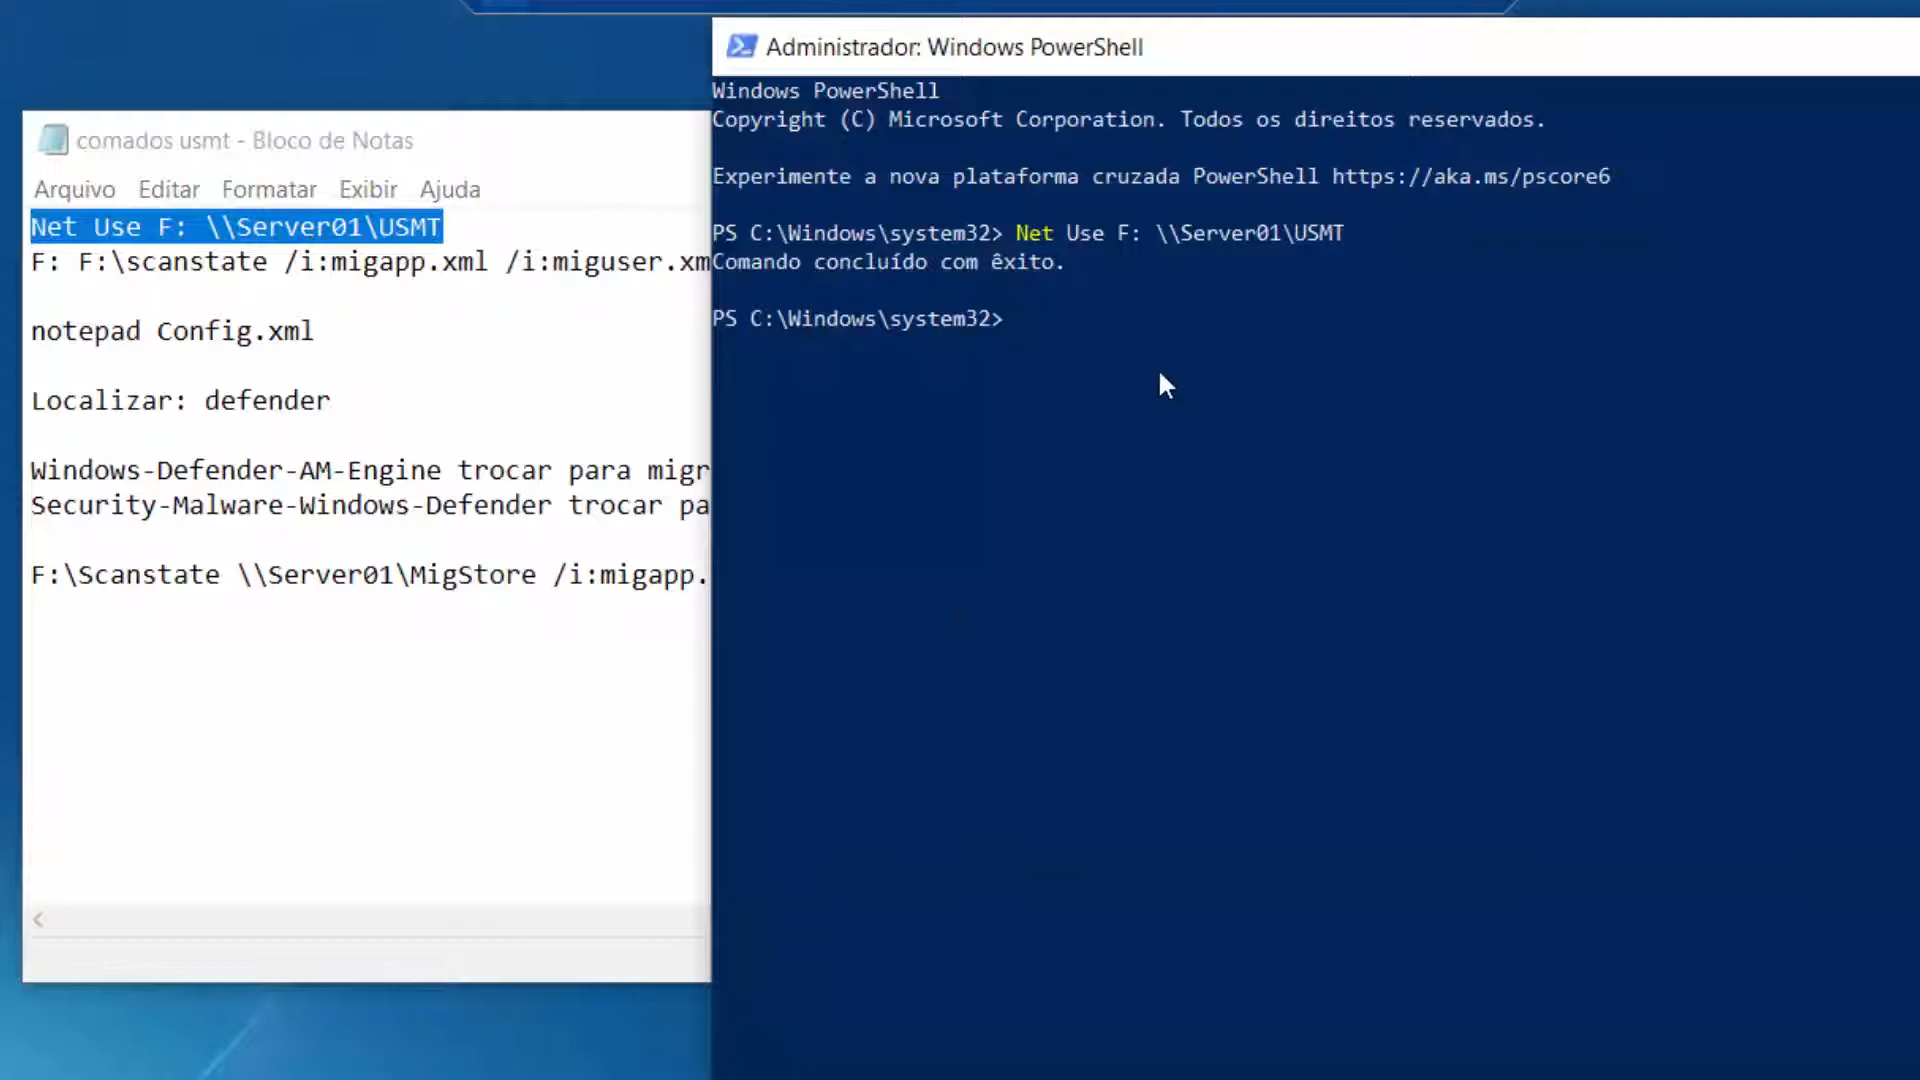 comados usmt - Bloco de Notas
Arquivo Editar Formatar Exibir Ajuda
Net Use F: \\Server01\USMT
F: F:\scanstate /i:migapp.xml /i:miguser.xm
notepad Config.xml
Localizar: defender
Windows-Defender-AM-Engine trocar para migr
Security-Malware-Windows-Defender trocar pa
F:\Scanstate \\Server01\MigStore /i:migapp.
Administrador: Windows PowerShell
Windows PowerShell
Copyright (C) Microsoft Corporation. Todos os direitos reservados.
Experimente a nova plataforma cruzada PowerShell https://aka.ms/pscore6
PS C:\Windows\system32> Net Use F: \\Server01\USMT
Comando concluído com êxito.
PS C:\Windows\system32>